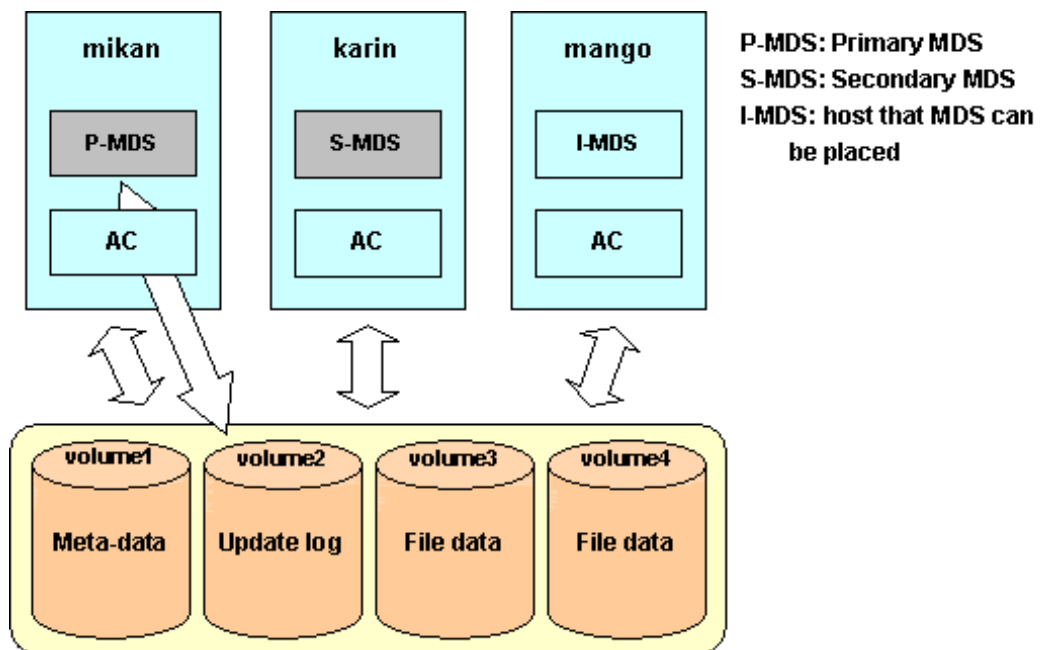 mikan
karin
mango
P-MDS: Primary MDS
S-MDS: Secondary MDS
I-MDS: host that MDS can
be placed
P-MDS
S-MDS
I-MDS
AC
AC
AC
volume1
volume2
volume3
volume4
Meta-data
Update log
File data
File data